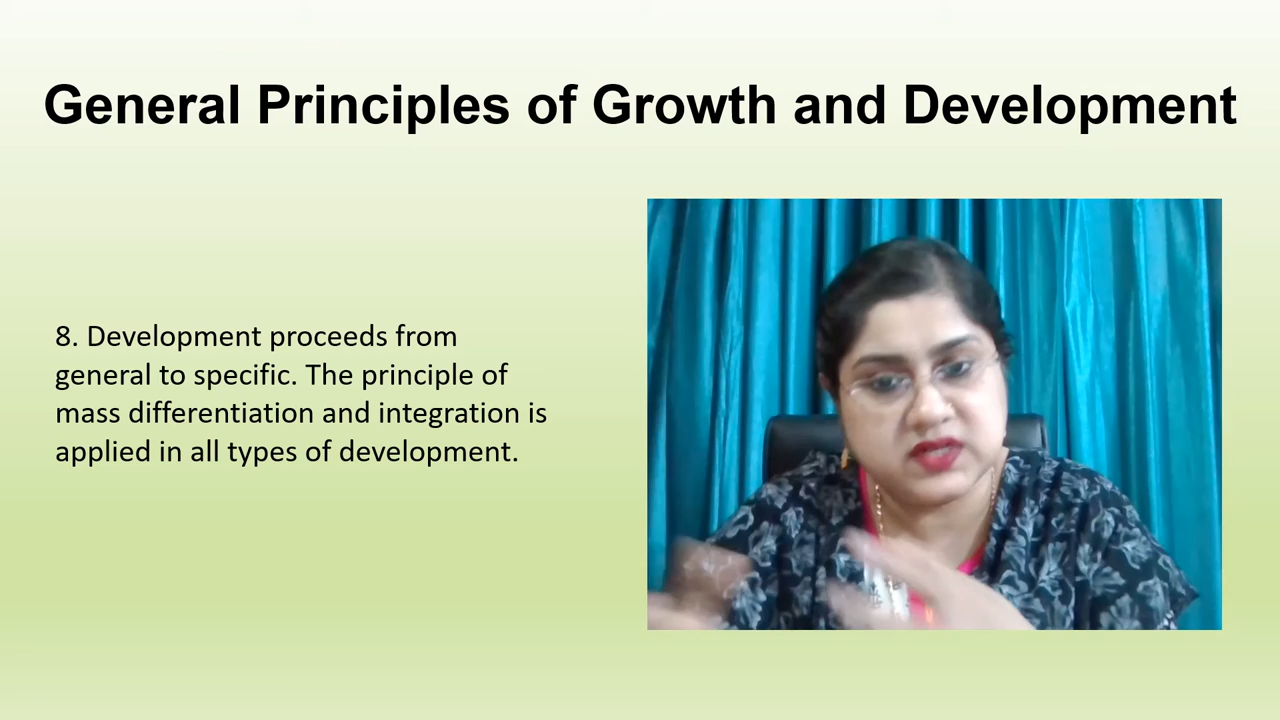 General Principles of Growth and Development
8. Development proceeds from
general to specific. The principle of
mass differentiation and integration is
applied in all types of development.